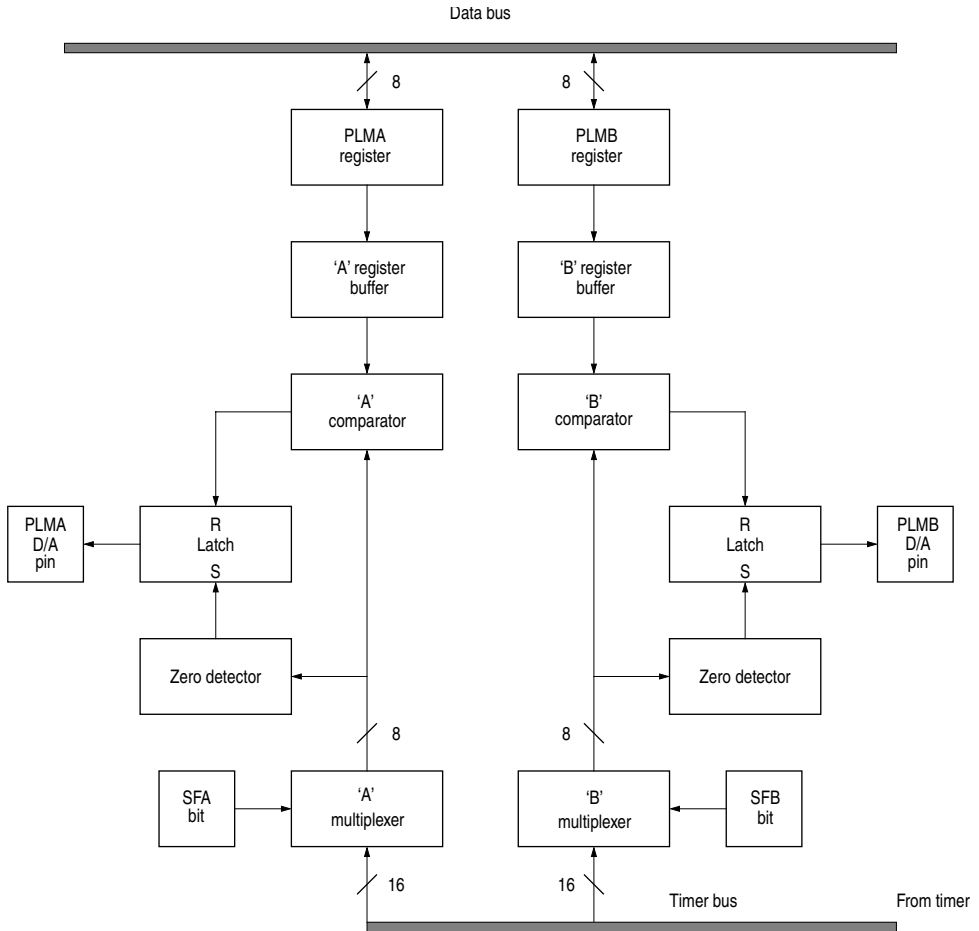 Data bus
8
8
PLMA
register
PLMB
register
‘A’ register
buffer
‘B’ register
buffer
‘A’
comparator
‘B’
comparator
PLMA
D/A
pin
R
Latch
S
R
Latch
S
PLMB
D/A
pin
Zero detector
Zero detector
8
8
SFA
bit
‘A’
multiplexer
‘B’
multiplexer
SFB
bit
16
16
Timer bus
From timer